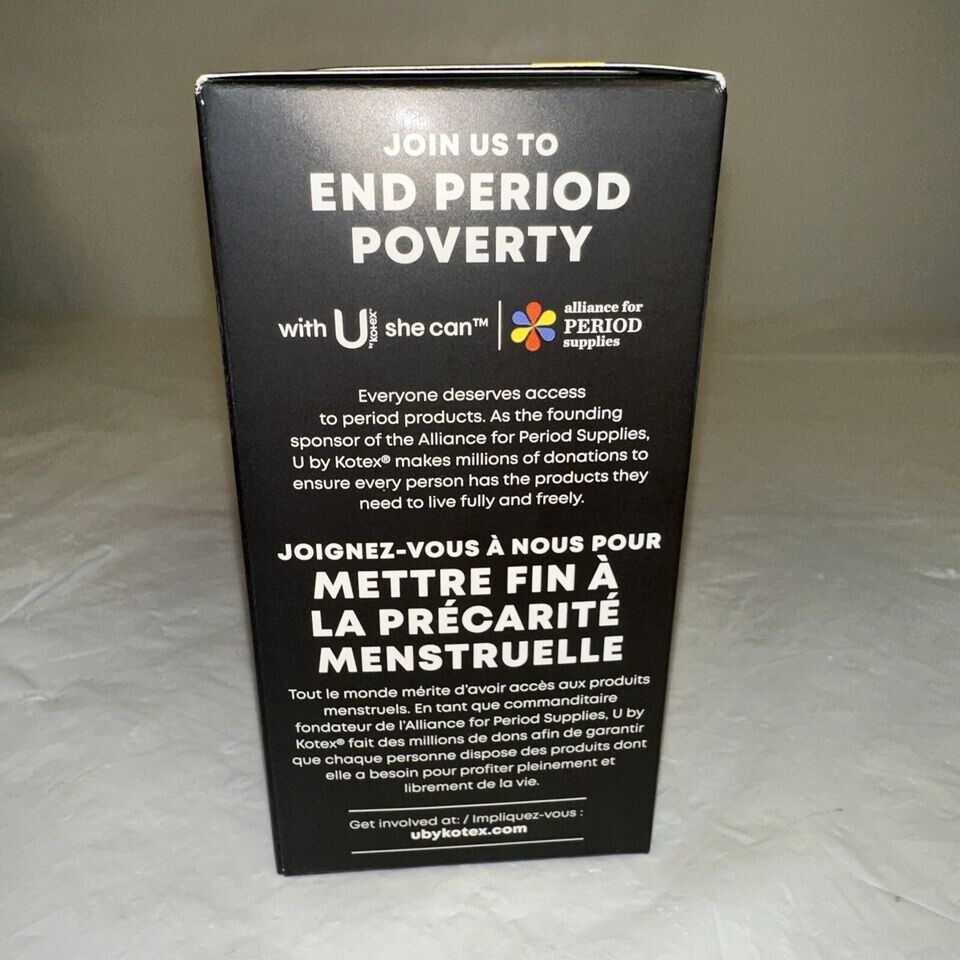 JOIN US TO
END PERIOD
POVERTY
with U by Kotex® she can™
alliance for
PERIOD
supplies
Everyone deserves access
to period products. As the founding
sponsor of the Alliance for Period Supplies,
U by Kotex® makes millions of donations to
ensure every person has the products they
need to live fully and freely.
JOIGNEZ-VOUS À NOUS POUR
METTRE FIN À
LA PRÉCARITÉ
MENSTRUELLE
Tout le monde mérite d'avoir accès aux produits
menstruels. En tant que commanditaire
fondateur de l'Alliance for Period Supplies, U by
Kotex® fait des millions de dons afin de garantir
que chaque personne dispose des produits dont
elle a besoin pour profiter pleinement et
librement de la vie.
Get involved at: / Impliquez-vous :
ubykotex.com